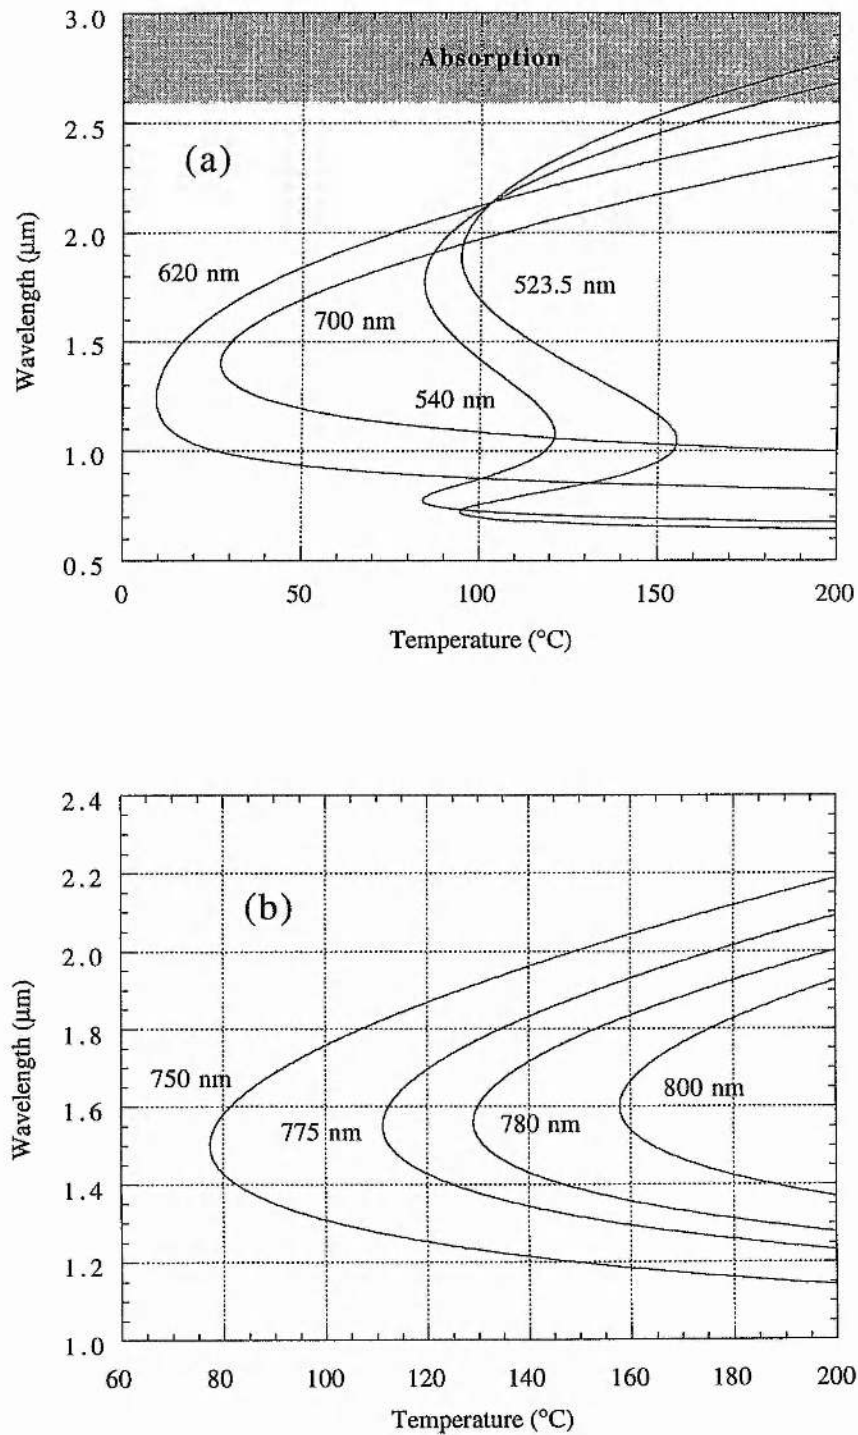 3.0
Absorption
2.5
(a)
2.0
620 nm
523.5 nm
700 nm
1.5
540 nm
1.0
0.5
0 50 100 150 200
Wavelength (µm)
Temperature (°C)
2.4
2.2
(b)
2.0
1.8
750 nm
800 nm
1.6
775 nm
780 nm
1.4
1.2
1.0
60 80 100 120 140 160 180 200
Wavelength (µm)
Temperature (°C)